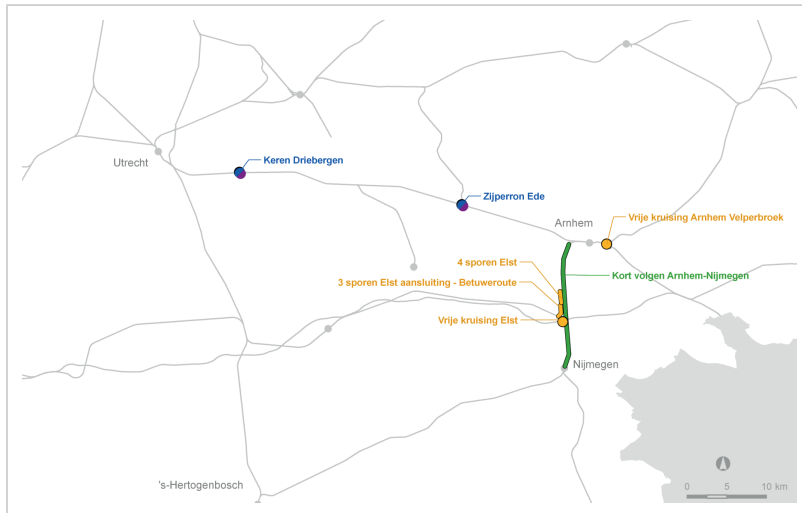 Utrecht
Keren Driebergen
Zijperron Ede
Arnhem
Vrije kruising Arnhem Velperbroek
4 sporen Elst
Kort volgen Arnhem-Nijmegen
3 sporen Elst aansluiting - Betuweroute
Vrije kruising Elst
Nijmegen
's-Hertogenbosch
0 5 10 km